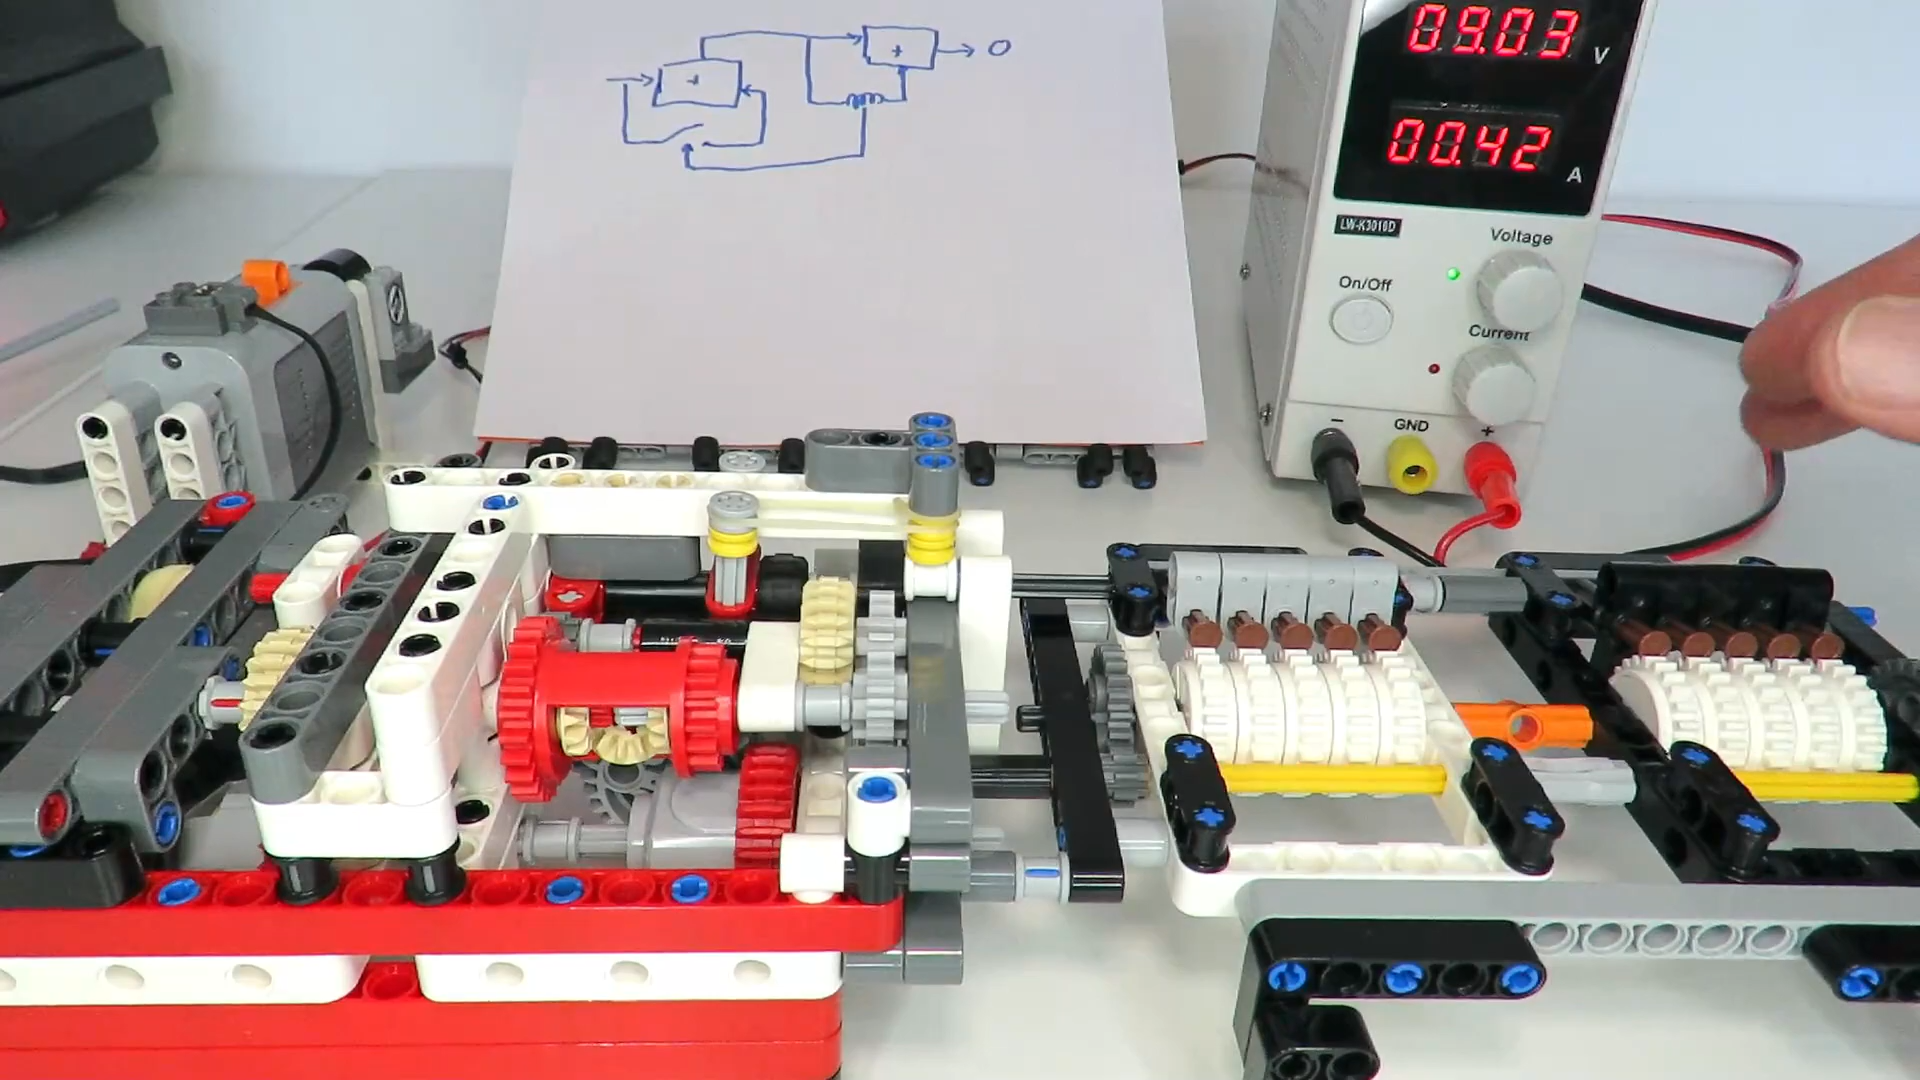 +
+
09.03 V
00.42 A
LW-K3010D
Voltage
On/Off
Current
- GND +